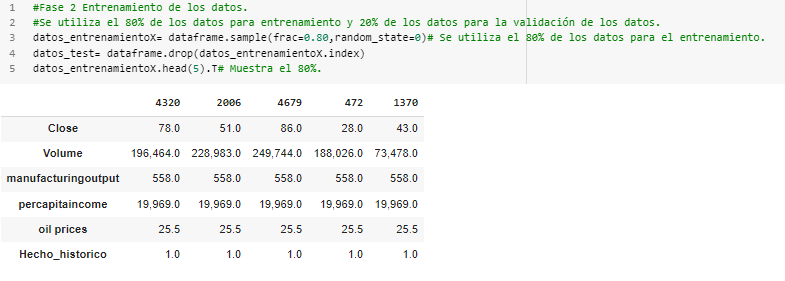 1 #Fase 2 Entrenamiento de los datos.
2 #Se utiliza el 80% de los datos para entrenamiento y 20% de los datos para la validación de los datos.
3 datos_entrenamientoX= dataframe.sample(frac=0.80,random_state=0)# Se utiliza el 80% de los datos para el entrenamiento.
4 datos_test= dataframe.drop(datos_entrenamientoX.index)
5 datos_entrenamientoX.head(5).T# Muestra el 80%.
4320 2006 4679 472 1370
Close 78.0 51.0 86.0 28.0 43.0
Volume 196,464.0 228,983.0 249,744.0 188,026.0 73,478.0
manufacturingoutput 558.0 558.0 558.0 558.0 558.0
percapitaincome 19,969.0 19,969.0 19,969.0 19,969.0 19,969.0
oil prices 25.5 25.5 25.5 25.5 25.5
Hecho_historico 1.0 1.0 1.0 1.0 1.0